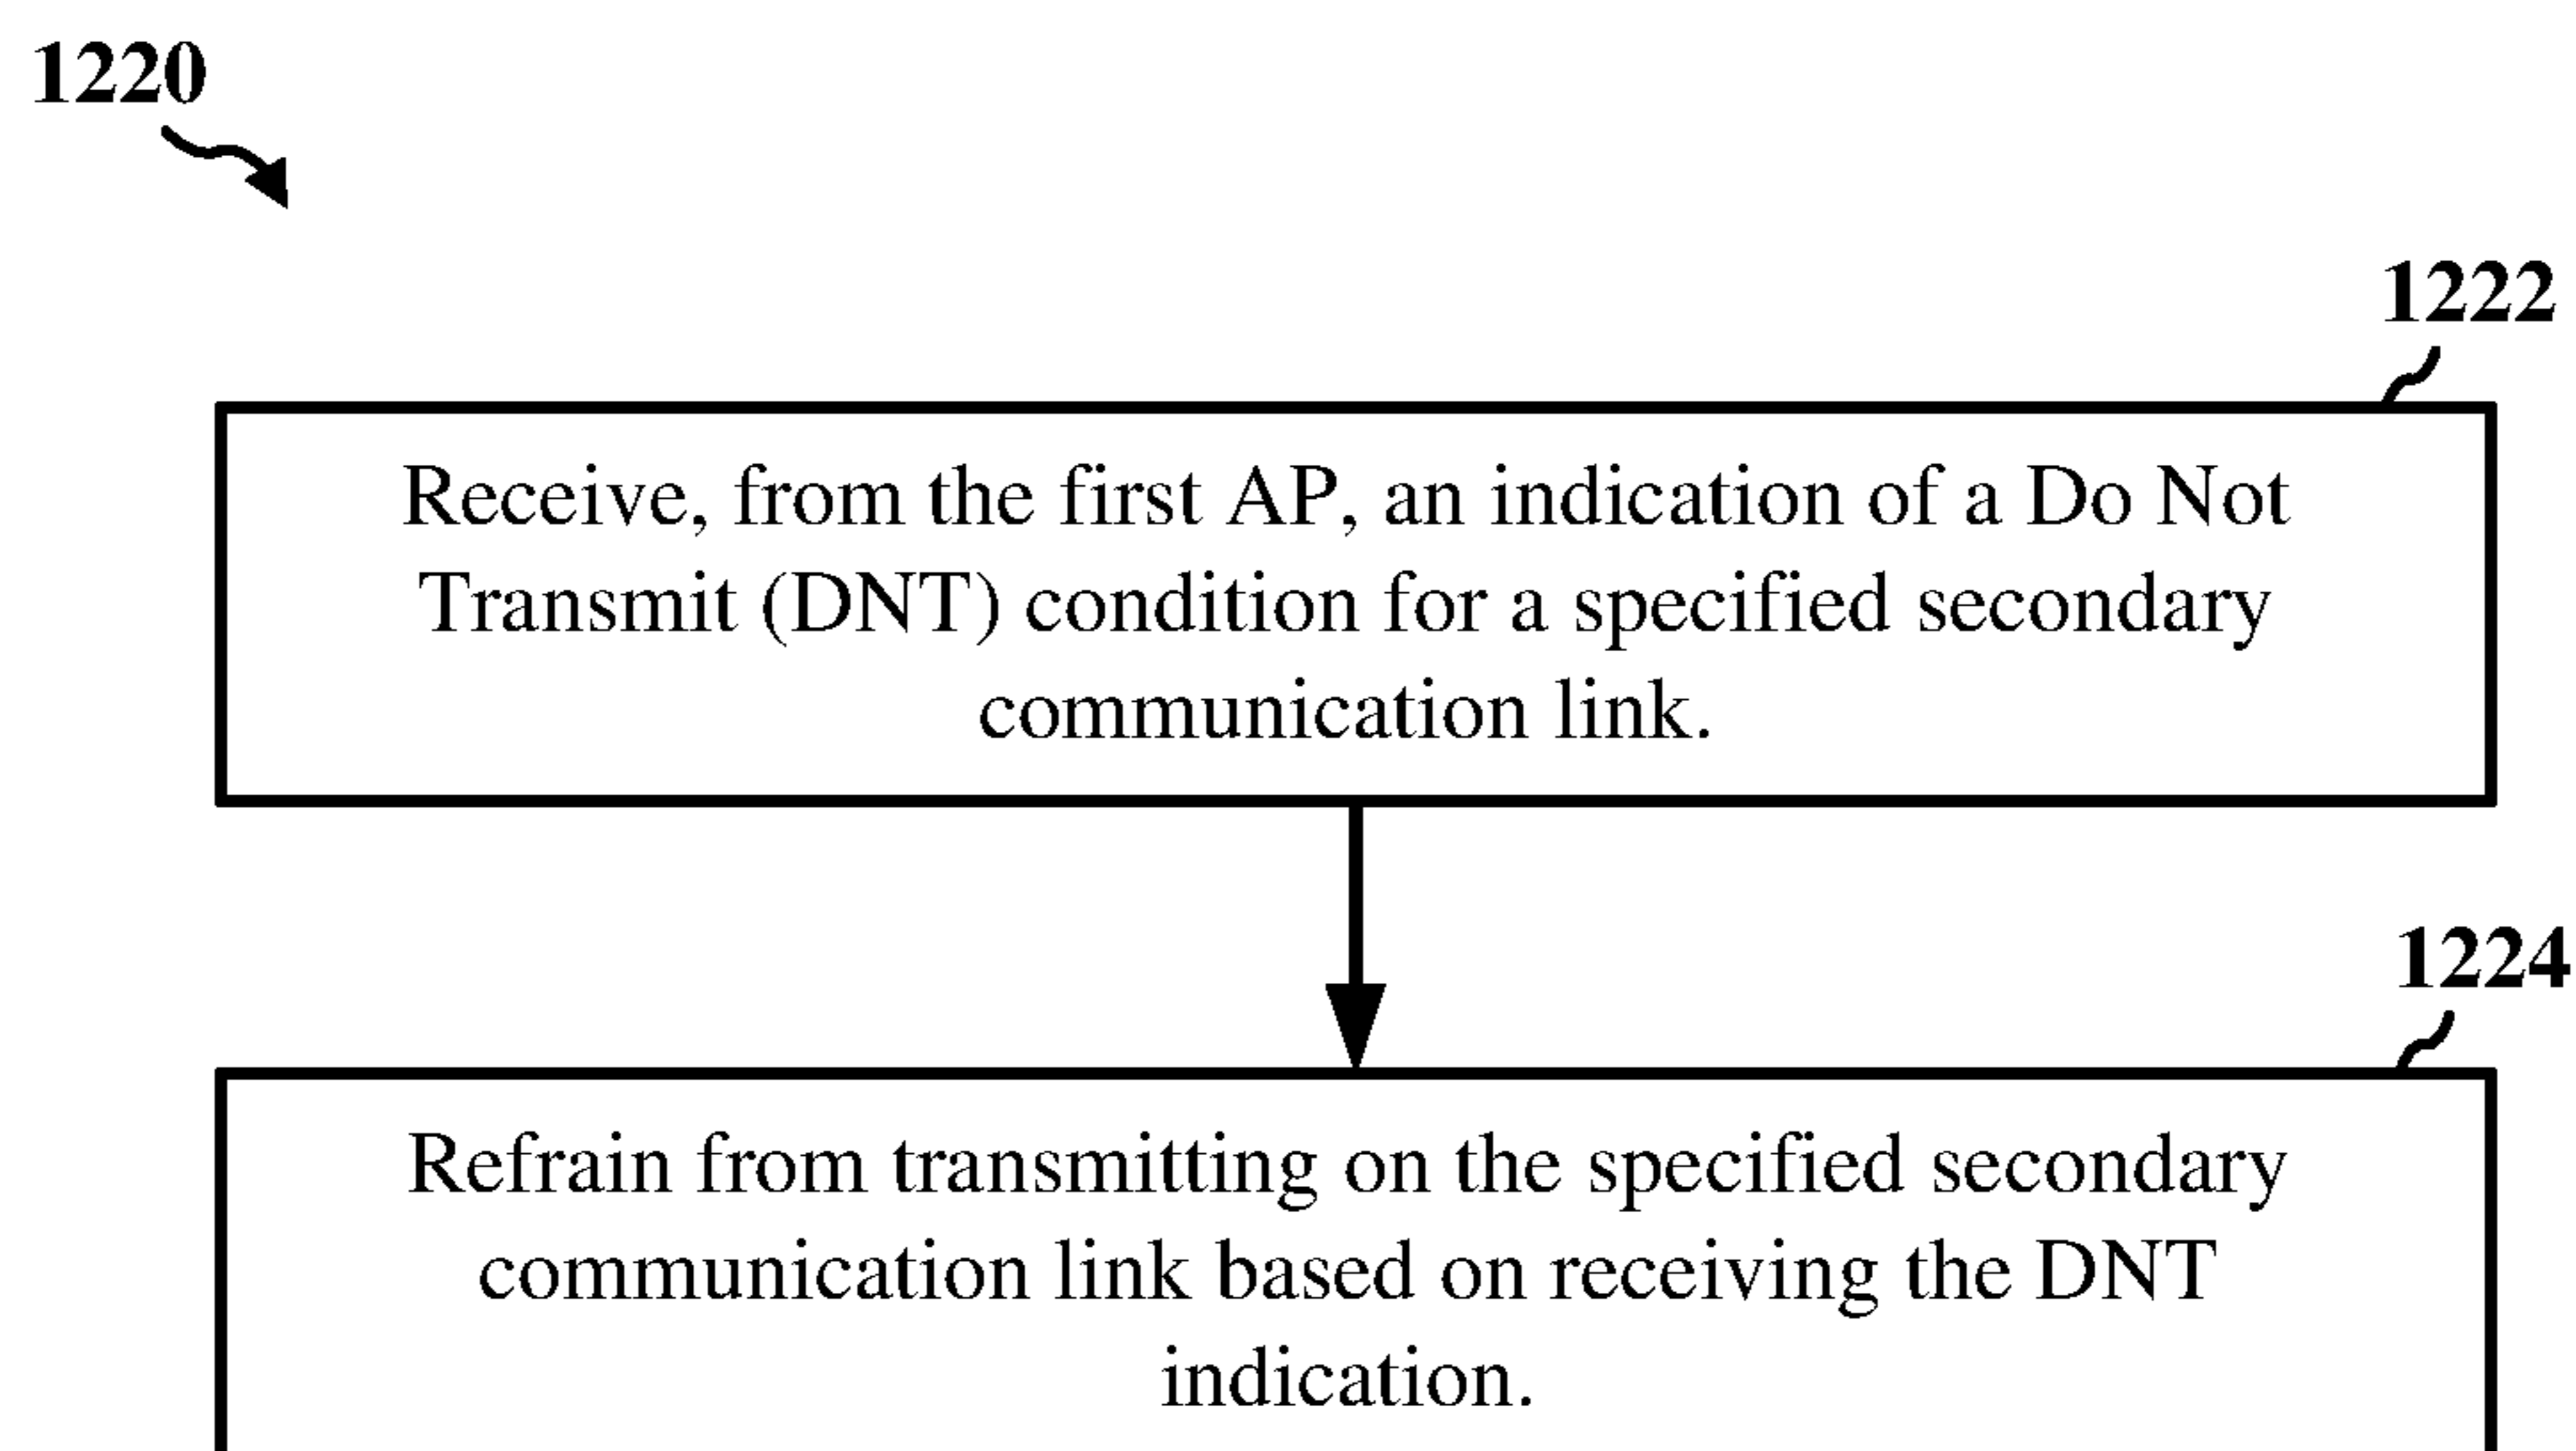 1220
1222
Receive, from the first AP, an indication of a Do Not
Transmit (DNT) condition for a specified secondary
communication link.
1224
Refrain from transmitting on the specified secondary
communication link based on receiving the DNT
indication.